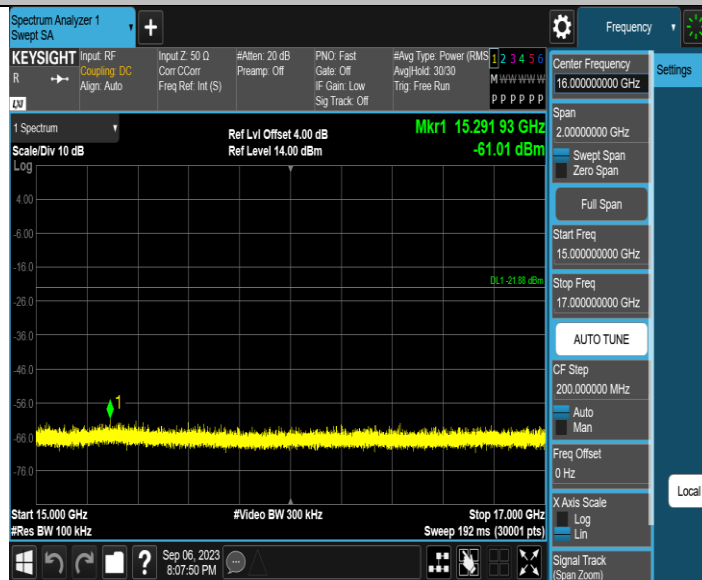 Spectrum Analyzer 1
Swept SA
+
Frequency
KEYSIGHT
R
LXI
Input: RF
Coupling: DC
Align: Auto
Input Z: 50 Ω
Corr CCorr
Freq Ref: Int (S)
#Atten: 20 dB
Preamp: Off
PNO: Fast
Gate: Off
IF Gain: Low
Sig Track: Off
#Avg Type: Power (RMS
Avg|Hold: 30/30
Trig: Free Run
1 2 3 4 5 6
M W W W W W
P P P P P P
1 Spectrum
Scale/Div 10 dB
Log
Ref Lvl Offset 4.00 dB
Ref Level 14.00 dBm
Mkr1 15.291 93 GHz
-61.01 dBm
4.00
-6.00
-16.0
DL1 -21.88 dBm
-26.0
-36.0
-46.0
-56.0
1
-66.0
-76.0
Start 15.000 GHz
#Res BW 100 kHz
#Video BW 300 kHz
Stop 17.000 GHz
Sweep 192 ms (30001 pts)
?
Sep 06, 2023
8:07:50 PM
Center Frequency
16.00000000 GHz
Settings
Span
2.00000000 GHz
Swept Span
Zero Span
Full Span
Start Freq
15.000000000 GHz
Stop Freq
17.000000000 GHz
AUTO TUNE
CF Step
200.000000 MHz
Auto
Man
Freq Offset
0 Hz
X Axis Scale
Log
Lin
Local
Signal Track
(Span Zoom)